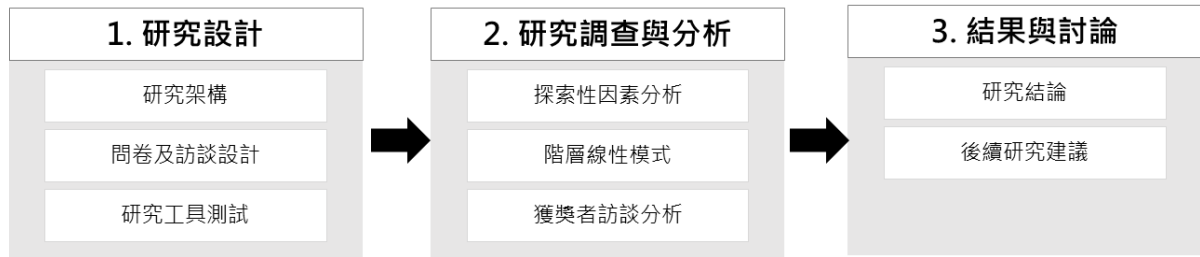 1. 研究設計
研究架構
問卷及訪談設計
研究工具測試
2. 研究調查與分析
探索性因素分析
階層線性模式
獲獎者訪談分析
3. 結果與討論
研究結論
後續研究建議